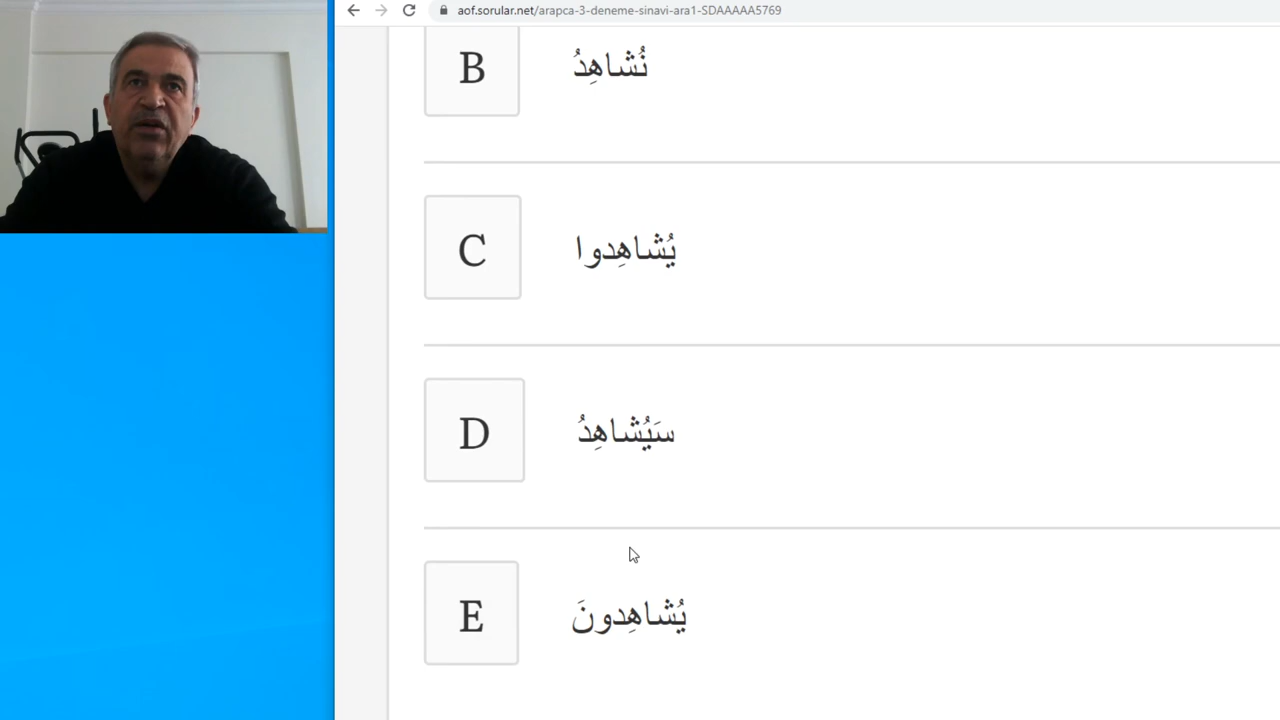 aof.sorular.net/arapca-3-deneme-sinavi-ara1-SDAAAAA5769
B نُشاهِدُ
C يُشاهِدوا
D سَيُشاهِدُ
E يُشاهِدونَ